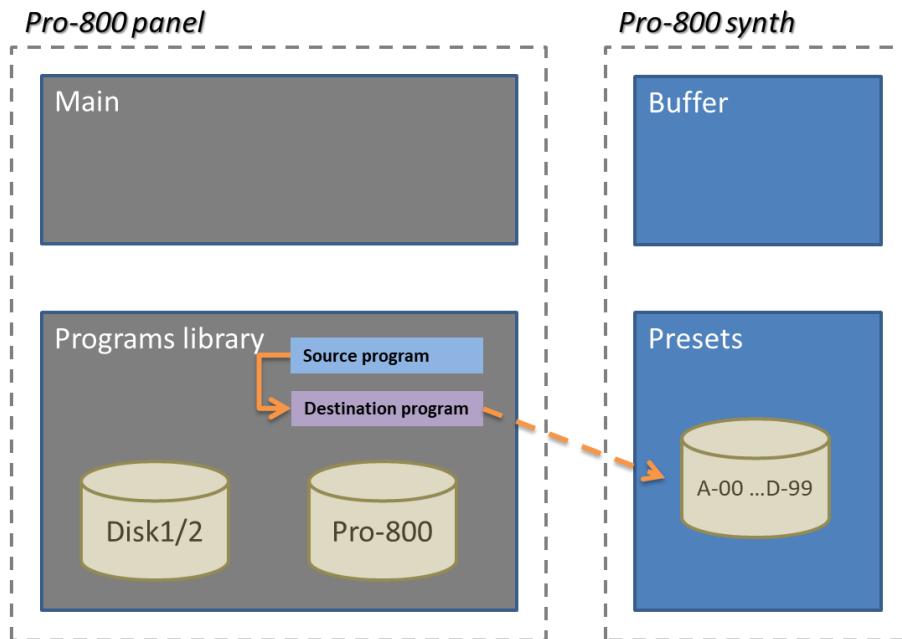 Pro-800 panel
Pro-800 synth
Main
Buffer
Programs library
Source program
Destination program
Disk1/2
Pro-800
Presets
A-00 ...D-99